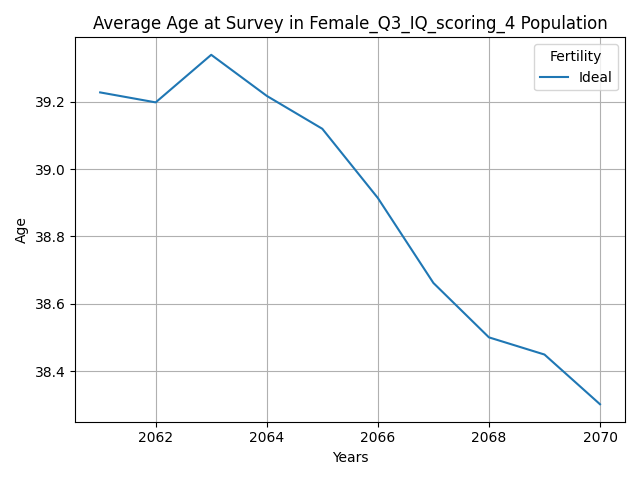 Average Age at Survey in Female_Q3_IQ_scoring_4 Population
Fertility
Ideal
39.2
39.0
38.8
38.6
38.4
Age
2062 2064 2066 2068 2070
Years